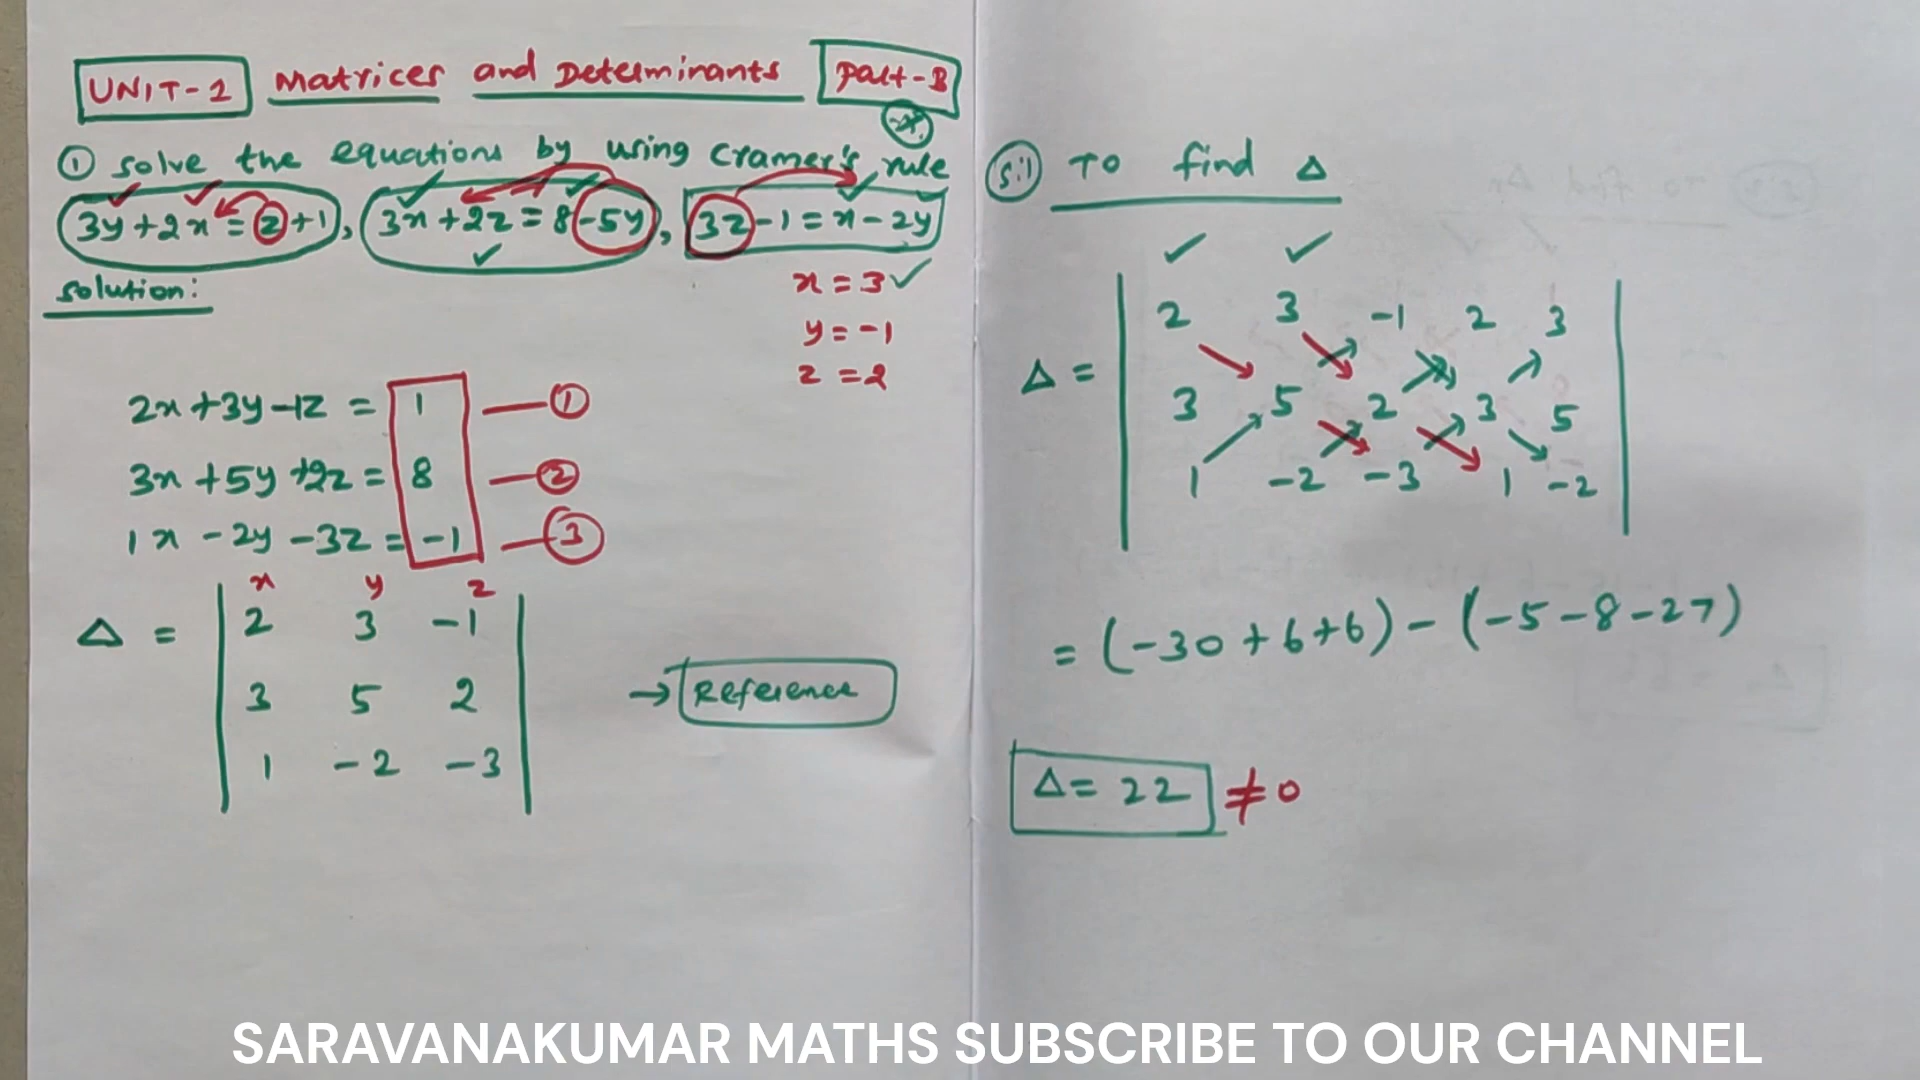 UNIT-1 Matrices and Determinants Part-B
① solve the equations by using cramer's rule
3y+2x=z+1, 3x+2z=8-5y, 3z-1=x-2y
solution:
x=3
y=-1
z=2
2x+3y-1z = 1 ①
3x+5y+2z = 8 ②
1x-2y-3z = -1 ③
x y z
2 3 -1
Δ =
3 5 2
→ Reference
1 -2 -3
S:1 TO find Δ
2 3 -1 2 3
Δ =
3 5 2 3 5
1 -2 -3 1 -2
= (-30+6+6) - (-5-8-27)
Δ = 22 ≠ 0
SARAVANAKUMAR MATHS SUBSCRIBE TO OUR CHANNEL